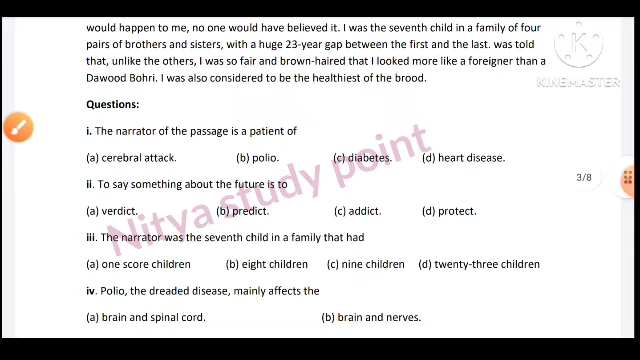 would happen to me, no one would have believed it. I was the seventh child in a family of four
pairs of brothers and sisters, with a huge 23-year gap between the first and the last. was told
that, unlike the others, I was so fair and brown-haired that I looked more like a foreigner than a
Dawood Bohri. I was also considered to be the healthiest of the brood.
KINEMASTER
Questions:
i. The narrator of the passage is a patient of
(a) cerebral attack. (b) polio. (c) diabetes. (d) heart disease.
3/8
ii. To say something about the future is to
(a) verdict. (b) predict. (c) addict. (d) protect.
Nitya study point
iii. The narrator was the seventh child in a family that had
(a) one score children (b) eight children (c) nine children (d) twenty-three children
iv. Polio, the dreaded disease, mainly affects the
(a) brain and spinal cord. (b) brain and nerves.